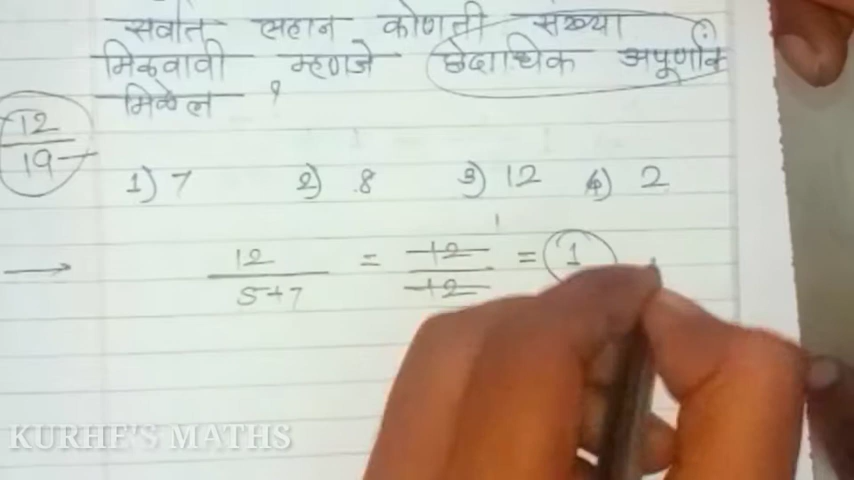 सर्वात लहान कोणती संख्या
मिळवावी म्हणजे छेदाधिक अपूर्णांक
मिळेल ?
12
19
1) 7 2) 8 3) 12 4) 2
1
→ 12 / 5+7 = 12 / 12 = 1
KURHE'S MATHS